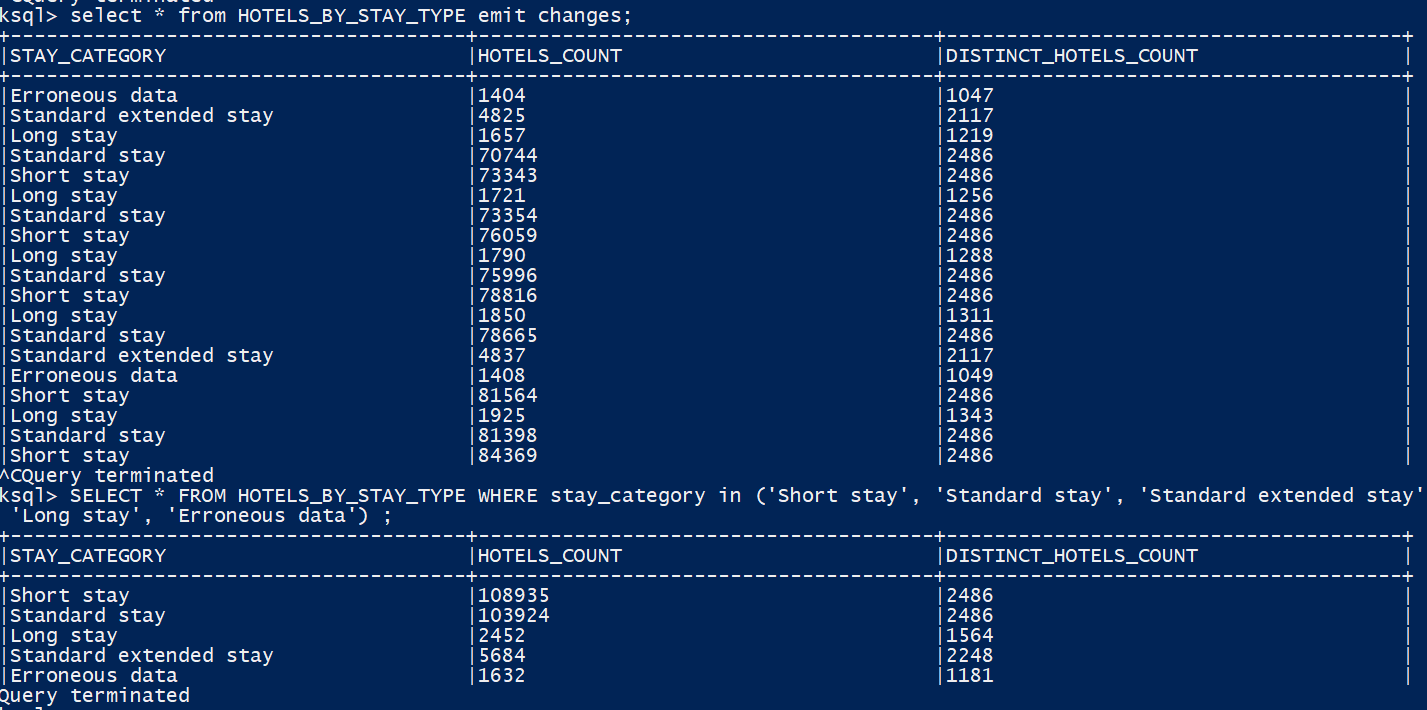 ksql> select * from HOTELS_BY_STAY_TYPE emit changes;
+--------------------------------------+--------------------------------------+--------------------------------------+
|STAY_CATEGORY |HOTELS_COUNT |DISTINCT_HOTELS_COUNT |
+--------------------------------------+--------------------------------------+--------------------------------------+
|Erroneous data |1404 |1047 |
|Standard extended stay |4825 |2117 |
|Long stay |1657 |1219 |
|Standard stay |70744 |2486 |
|Short stay |73343 |2486 |
|Long stay |1721 |1256 |
|Standard stay |73354 |2486 |
|Short stay |76059 |2486 |
|Long stay |1790 |1288 |
|Standard stay |75996 |2486 |
|Short stay |78816 |2486 |
|Long stay |1850 |1311 |
|Standard stay |78665 |2486 |
|Standard extended stay |4837 |2117 |
|Erroneous data |1408 |1049 |
|Short stay |81564 |2486 |
|Long stay |1925 |1343 |
|Standard stay |81398 |2486 |
|Short stay |84369 |2486 |
^CQuery terminated
ksql> SELECT * FROM HOTELS_BY_STAY_TYPE WHERE stay_category in ('Short stay', 'Standard stay', 'Standard extended stay'
'Long stay', 'Erroneous data') ;
+--------------------------------------+--------------------------------------+--------------------------------------+
|STAY_CATEGORY |HOTELS_COUNT |DISTINCT_HOTELS_COUNT |
+--------------------------------------+--------------------------------------+--------------------------------------+
|Short stay |108935 |2486 |
|Standard stay |103924 |2486 |
|Long stay |2452 |1564 |
|Standard extended stay |5684 |2248 |
|Erroneous data |1632 |1181 |
Query terminated